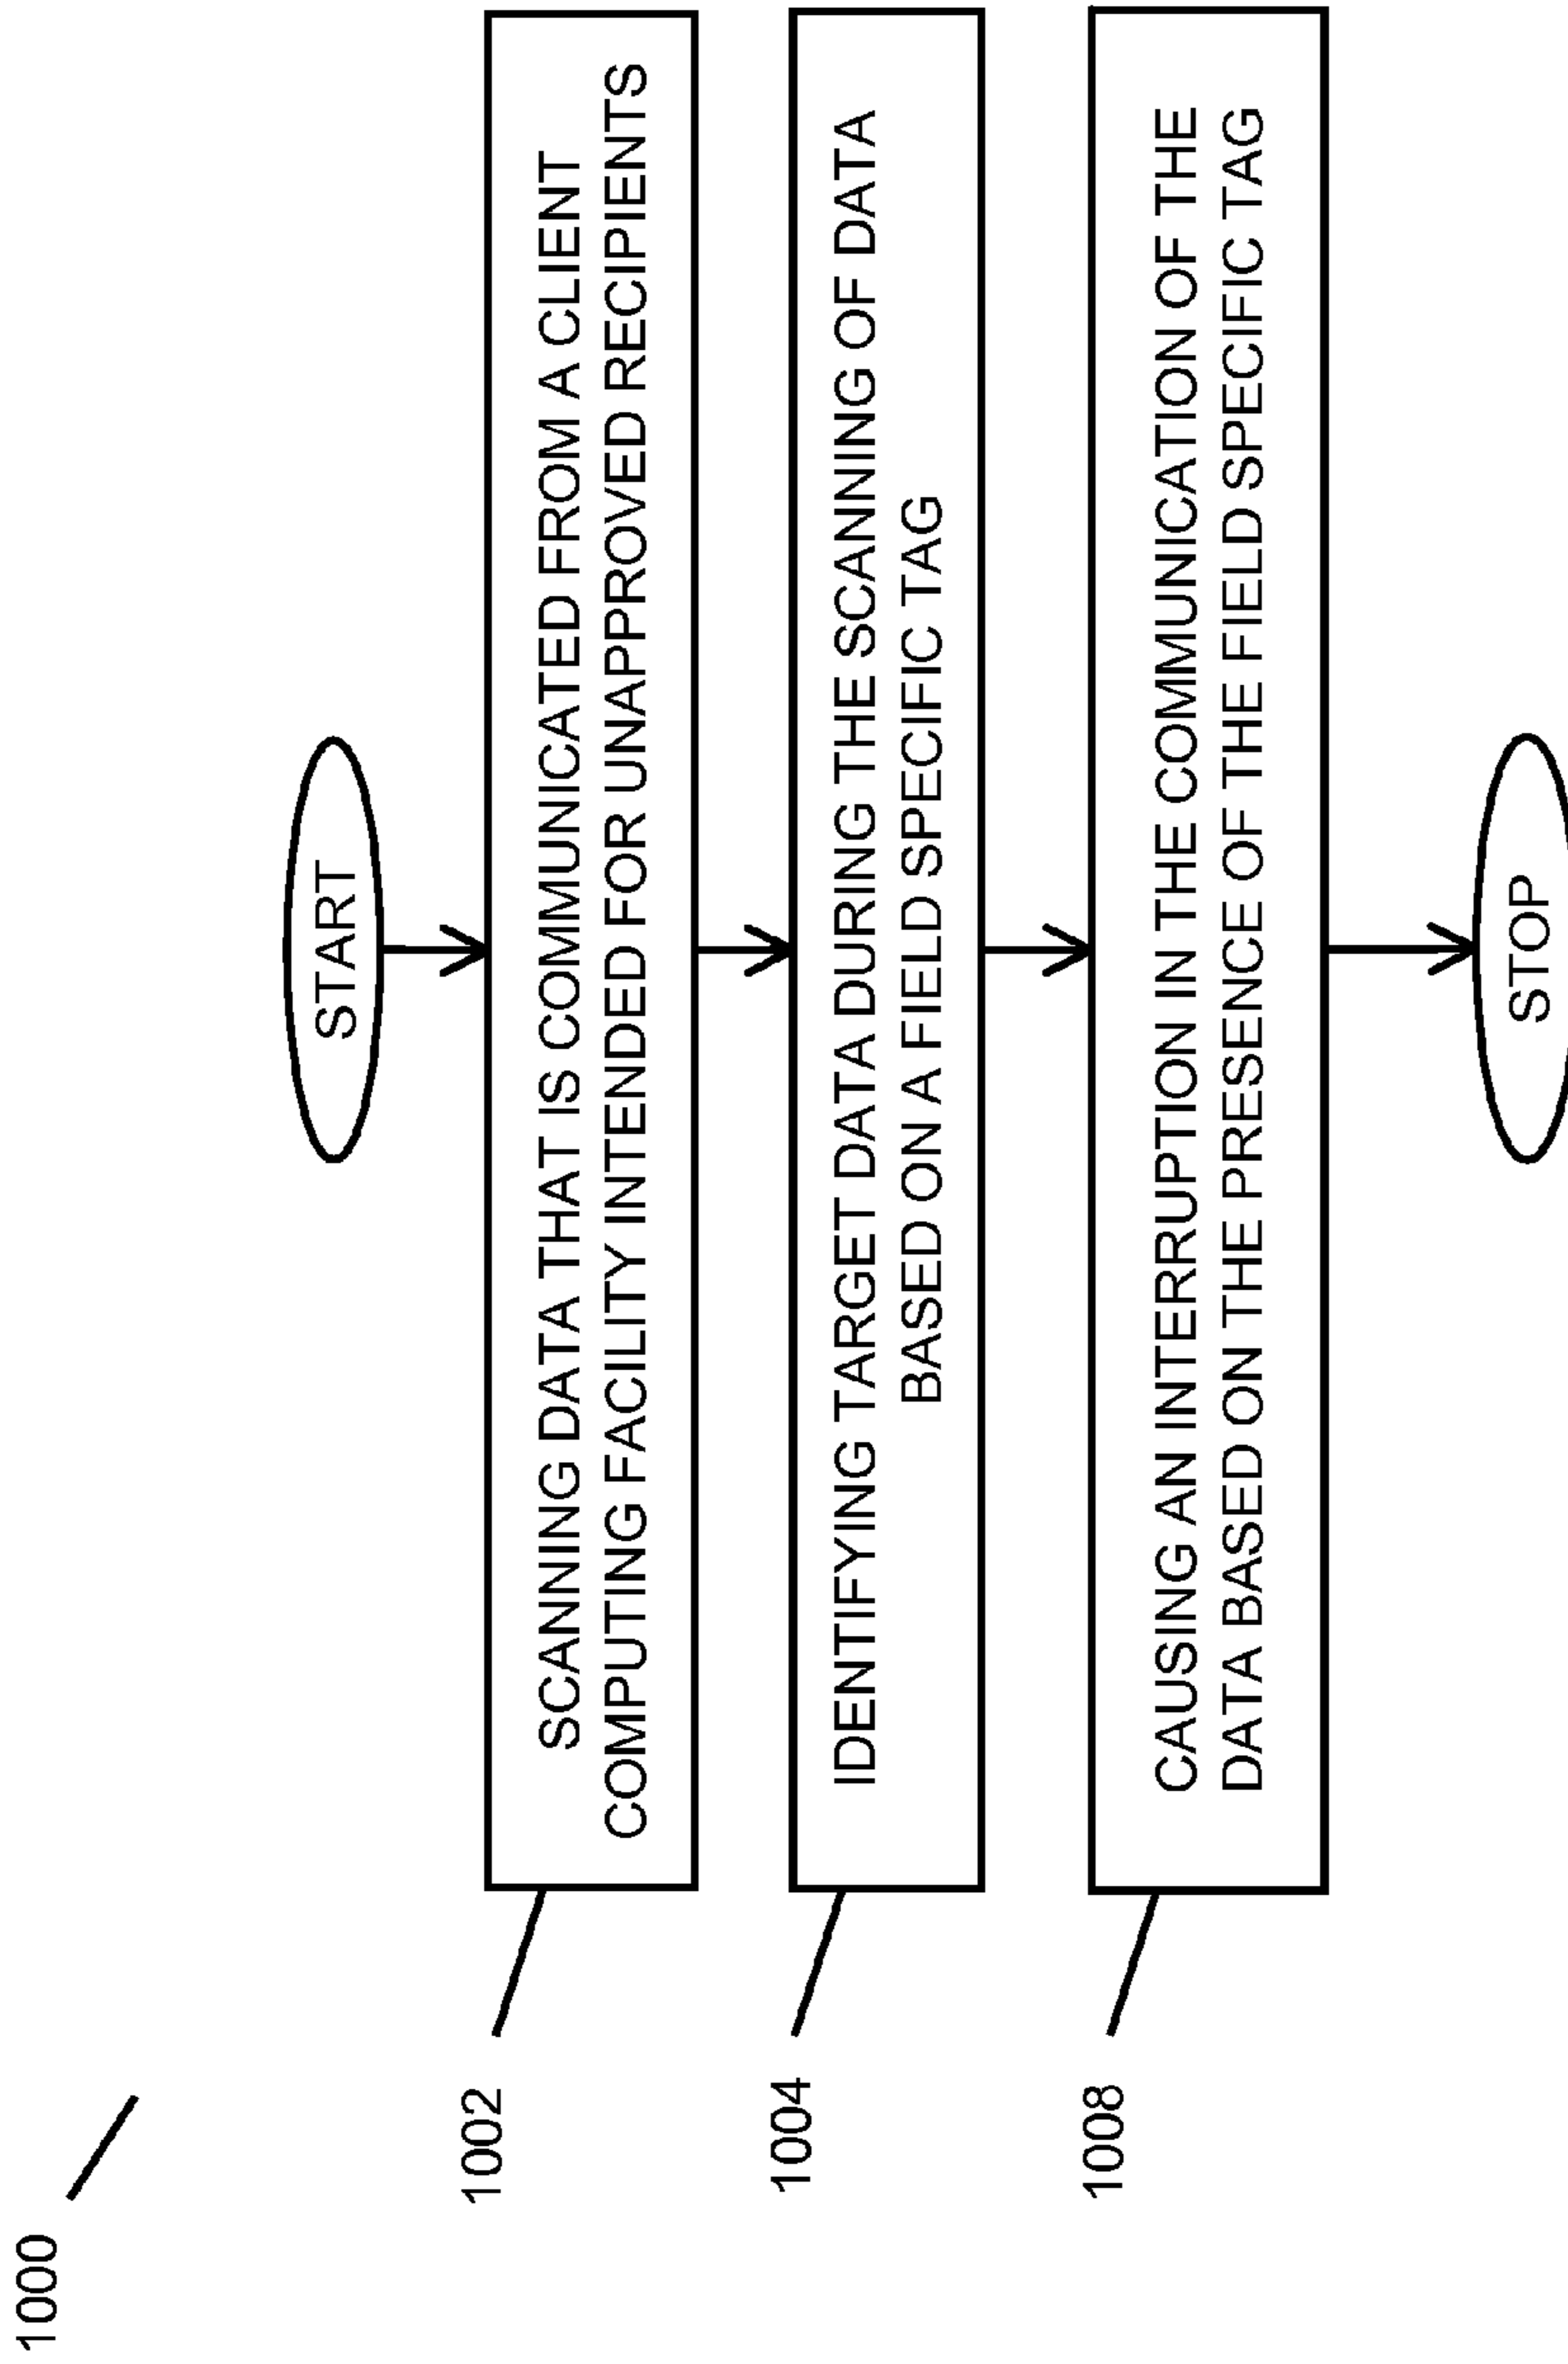 1000
START
1002
SCANNING DATA THAT IS COMMUNICATED FROM A CLIENT
COMPUTING FACILITY INTENDED FOR UNAPPROVED RECIPIENTS
1004
IDENTIFYING TARGET DATA DURING THE SCANNING OF DATA
BASED ON A FIELD SPECIFIC TAG
1008
CAUSING AN INTERRUPTION IN THE COMMUNICATION OF THE
DATA BASED ON THE PRESENCE OF THE FIELD SPECIFIC TAG
STOP